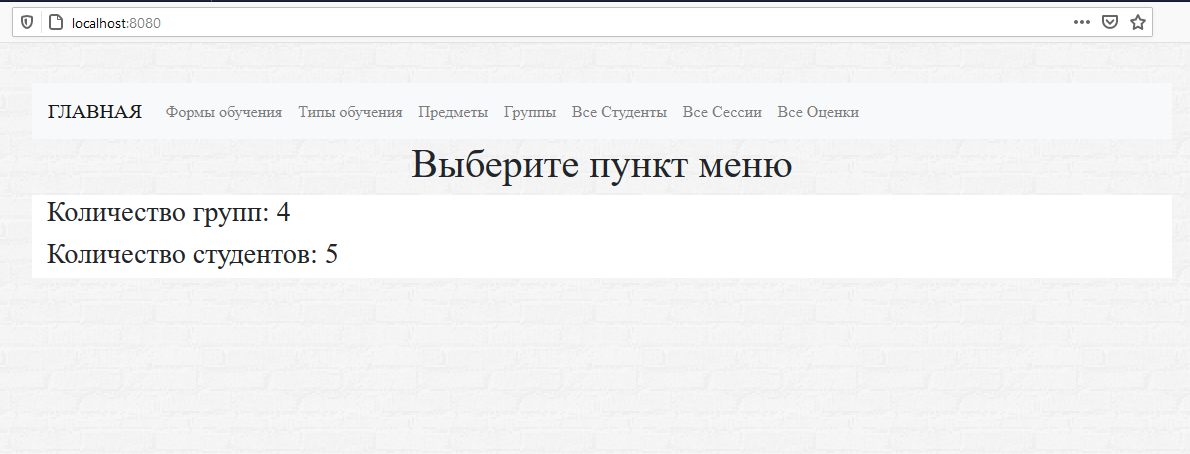 localhost:8080
ГЛАВНАЯ Формы обучения Типы обучения Предметы Группы Все Студенты Все Сессии Все Оценки
Выберите пункт меню
Количество групп: 4
Количество студентов: 5